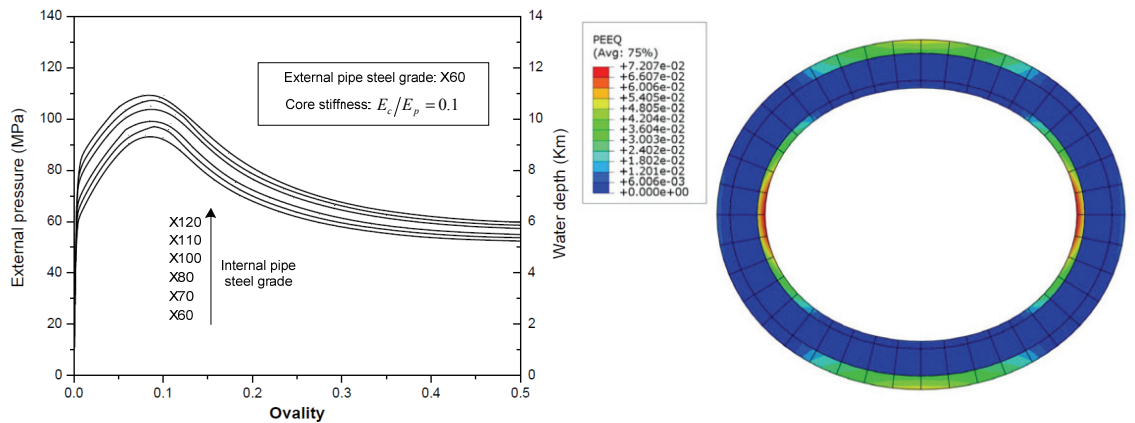 140
120
100
80
60
40
20
0
External pressure (MPa)
0.0
0.1
0.2
0.3
0.4
0.5
Ovality
14
12
10
8
6
4
2
0
Water depth (Km)
External pipe steel grade: X60
Core stiffness: E_c/E_p = 0.1
X120
X110
X100
X80
X70
X60
Internal pipe
steel grade
PEEQ
(Avg: 75%)
+7.207e-02
+6.607e-02
+6.006e-02
+5.405e-02
+4.805e-02
+4.204e-02
+3.604e-02
+3.003e-02
+2.402e-02
+1.802e-02
+1.201e-02
+6.006e-03
+0.000e+00